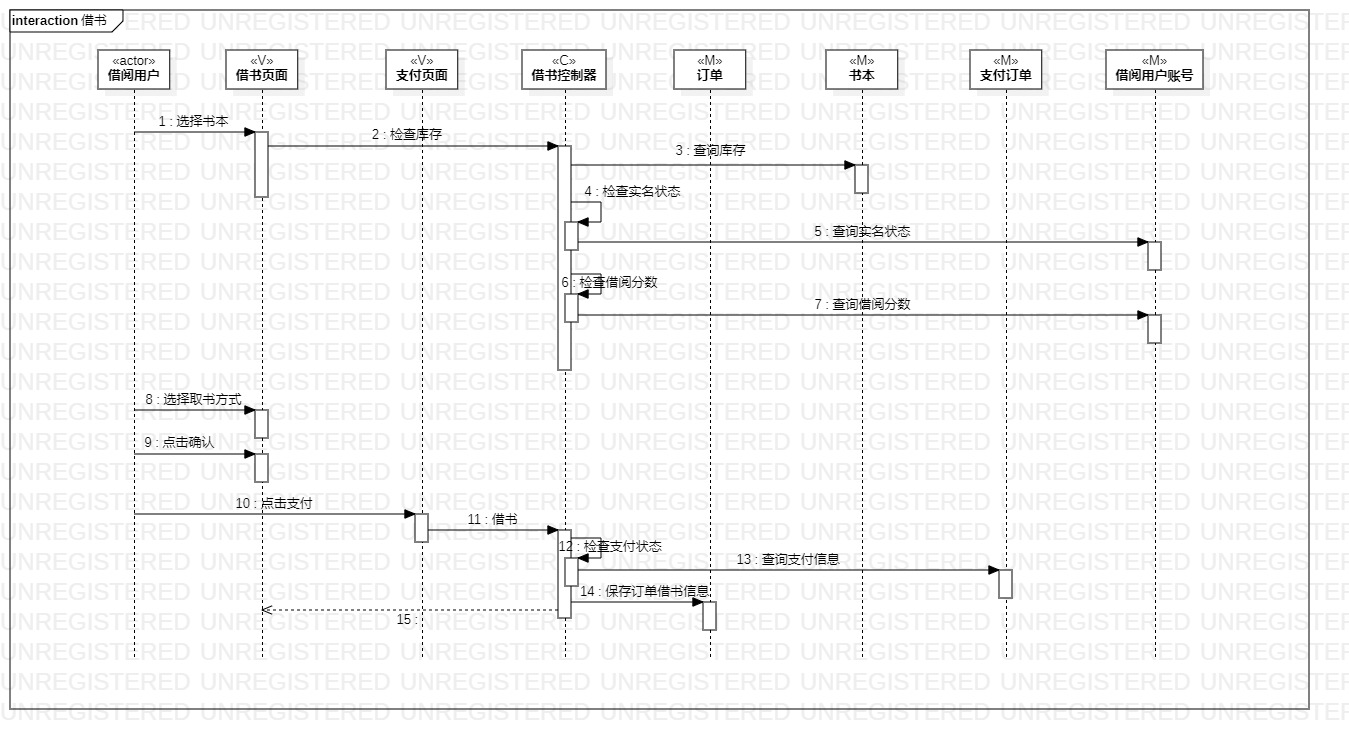 interaction 借书
«actor»
借阅用户
«V»
借书页面
«V»
支付页面
«C»
借书控制器
«M»
订单
«M»
书本
«M»
支付订单
«M»
借阅用户账号
1 : 选择书本
2 : 检查库存
3 : 查询库存
4 : 检查实名状态
5 : 查询实名状态
6 : 检查借阅分数
7 : 查询借阅分数
8 : 选择取书方式
9 : 点击确认
10 : 点击支付
11 : 借书
12 : 检查支付状态
13 : 查询支付信息
14 : 保存订单借书信息
15 :
UNREGISTERED